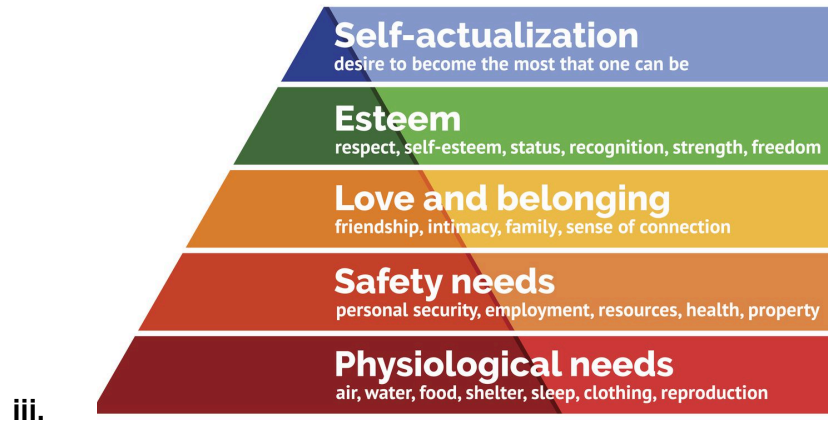 Self-actualization
desire to become the most that one can be
Esteem
respect, self-esteem, status, recognition, strength, freedom
Love and belonging
friendship, intimacy, family, sense of connection
Safety needs
personal security, employment, resources, health, property
Physiological needs
air, water, food, shelter, sleep, clothing, reproduction
iii.